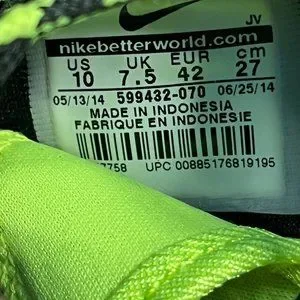 JV
nikebetterworld.com
US UK EUR cm
10 7.5 42 27
05/13/14 599432-070 06/25/14
MADE IN INDONESIA
FABRIQUE EN INDONESIE
7758 UPC 00885176819195